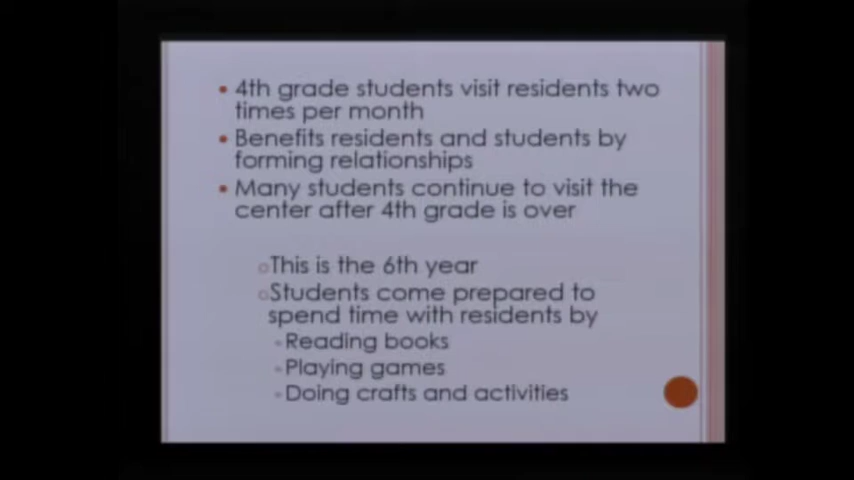 • 4th grade students visit residents two
times per month
• Benefits residents and students by
forming relationships
• Many students continue to visit the
center after 4th grade is over
○This is the 6th year
○Students come prepared to
spend time with residents by
◦Reading books
◦Playing games
◦Doing crafts and activities